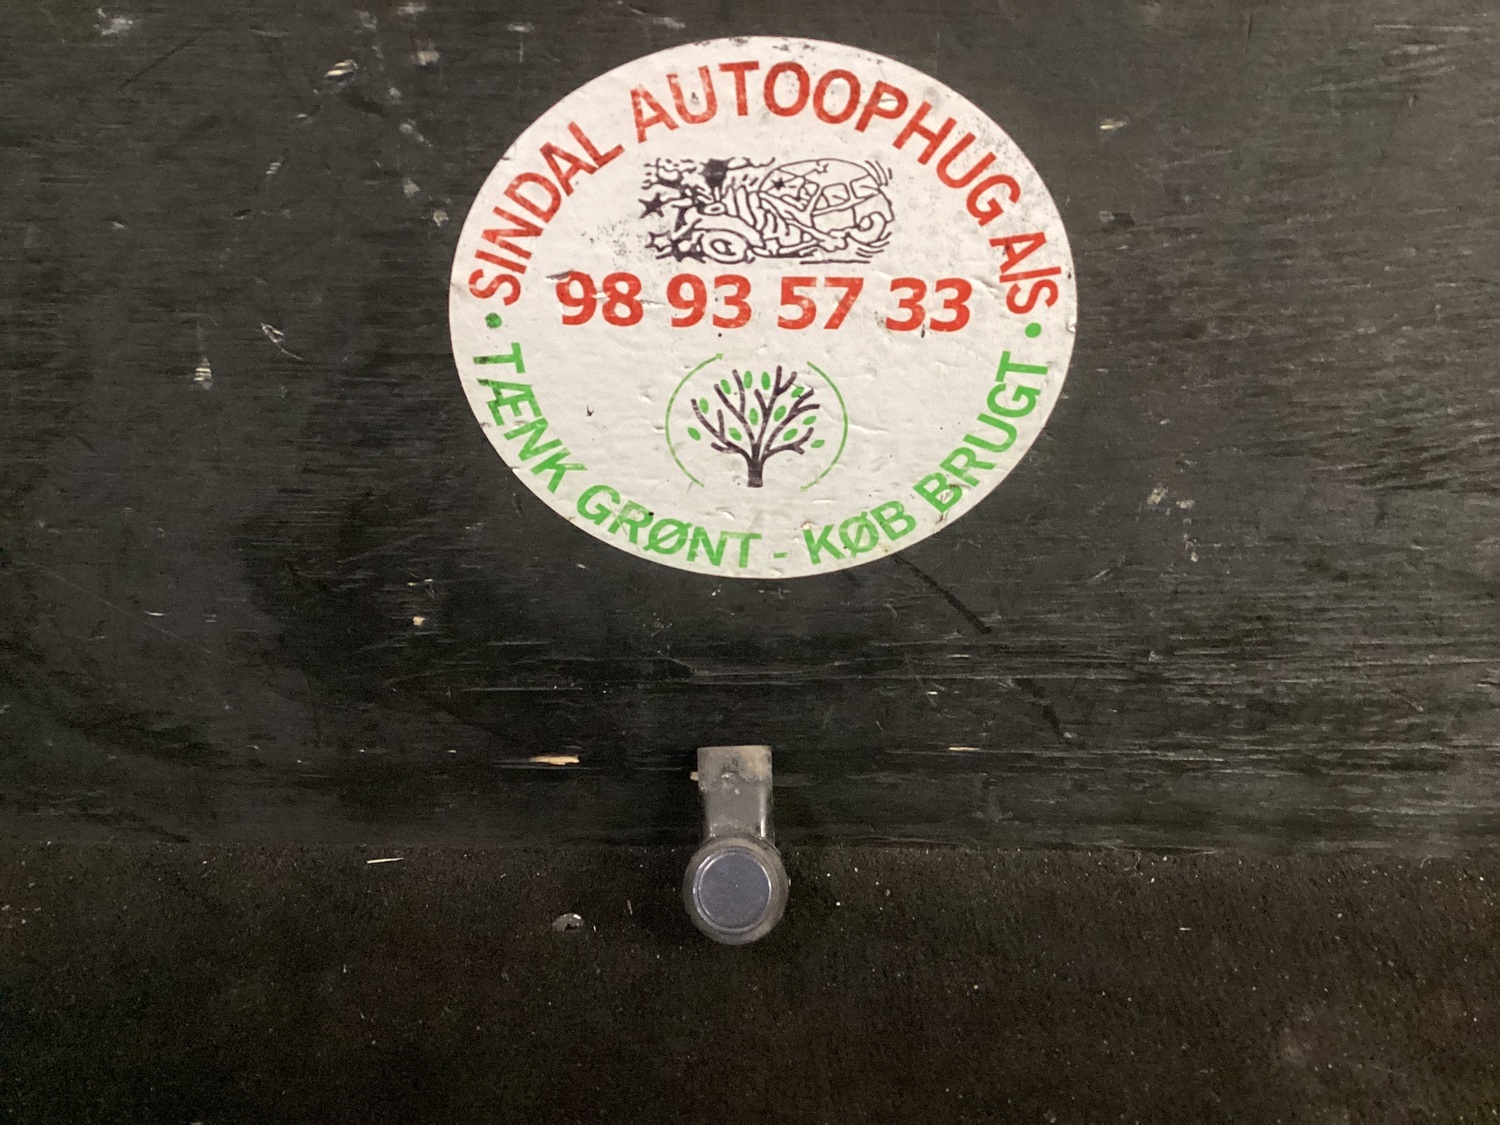 SINDAL AUTOOPHUG A/S
98 93 57 33
• TÆNK GRØNT - KØB BRUGT •